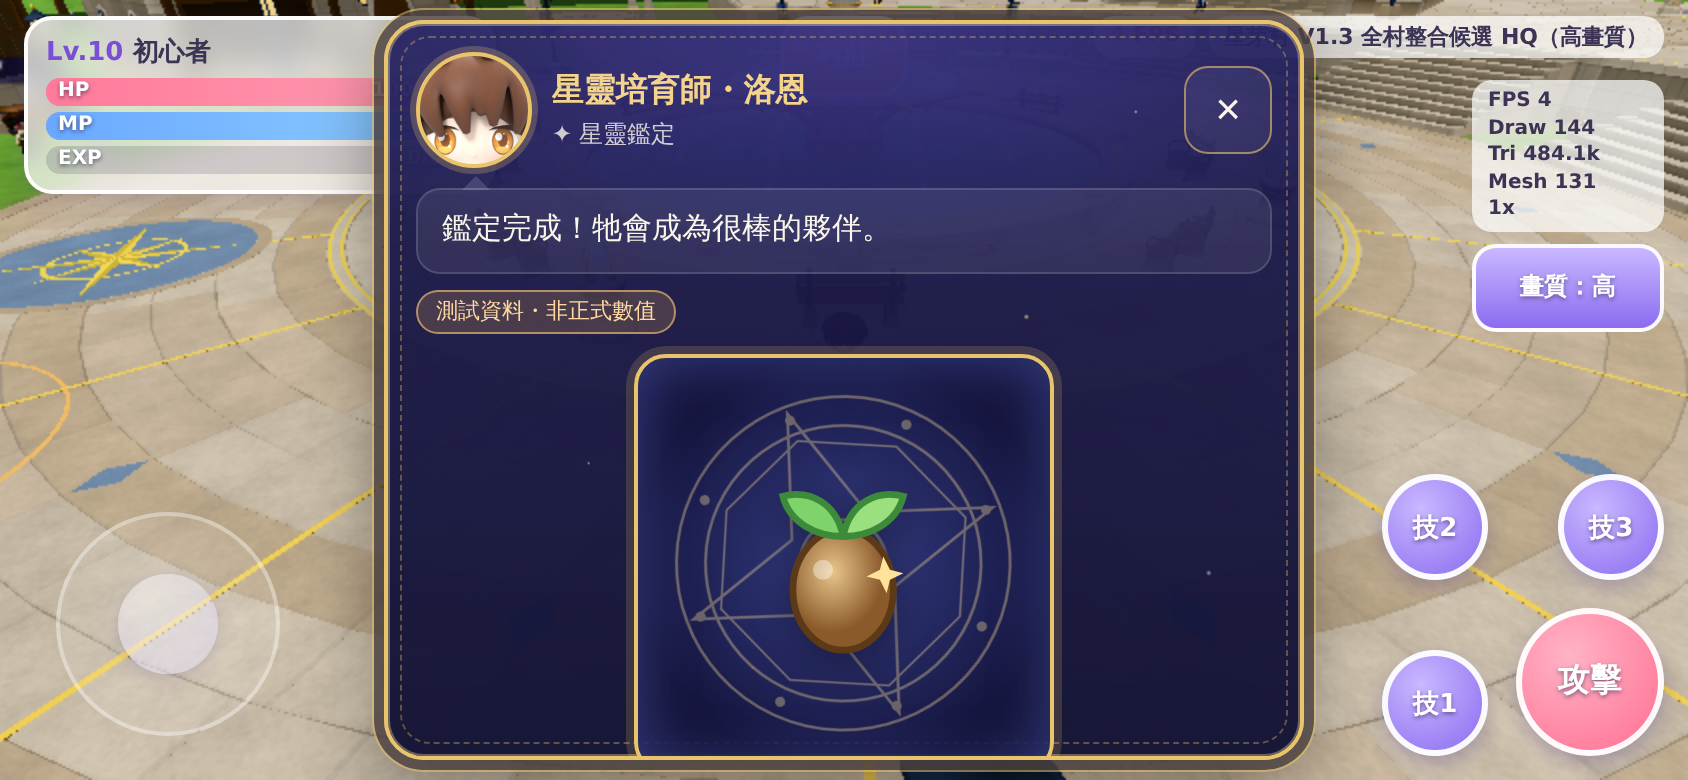 Lv.10 初心者
HP
MP
EXP
星靈培育師・洛恩
✦ 星靈鑑定
×
鑑定完成！牠會成為很棒的夥伴。
測試資料・非正式數值
V1.3 全村整合候選 HQ（高畫質）
FPS 4
Draw 144
Tri 484.1k
Mesh 131
1x
畫質：高
技2
技3
技1
攻擊